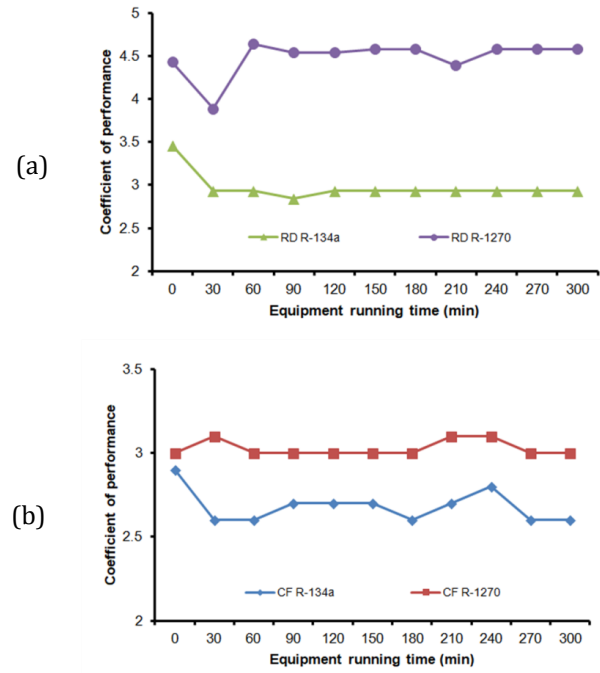 (a)
Coefficient of performance
5
4.5
4
3.5
3
2.5
2
RD R-134a RD R-1270
0 30 60 90 120 150 180 210 240 270 300
Equipment running time (min)
(b)
Coefficient of performance
3.5
3
2.5
2
CF R-134a CF R-1270
0 30 60 90 120 150 180 210 240 270 300
Equipment running time (min)